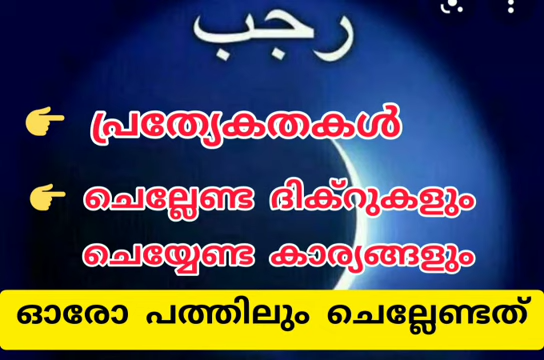 رجب
പ്രത്യേകതകൾ
ചെല്ലേണ്ട ദിക്റുകളും
ചെയ്യേണ്ട കാര്യങ്ങളും
ഓരോ പത്തിലും ചെല്ലേണ്ടത്